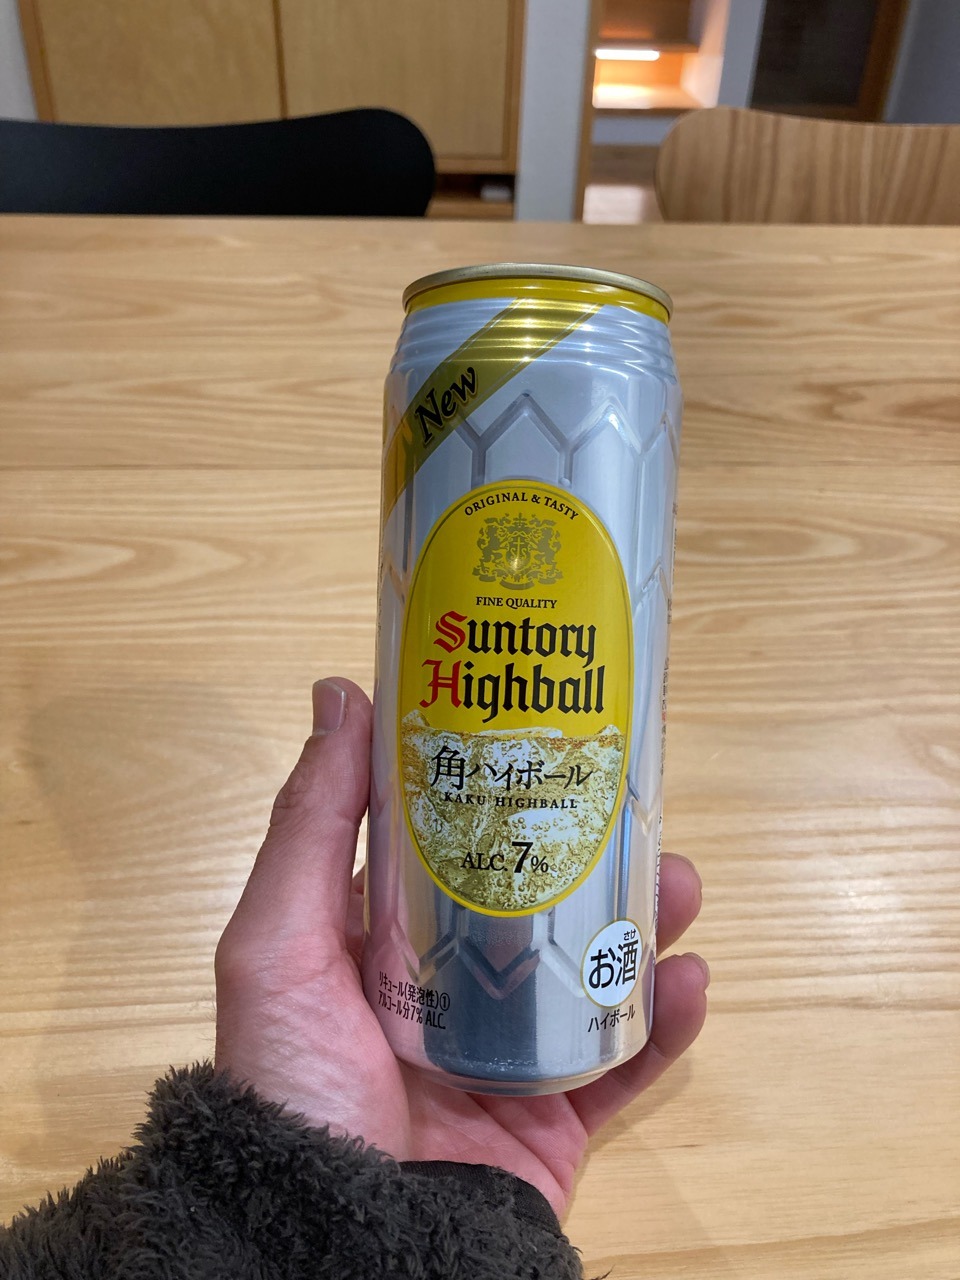 New
ORIGINAL & TASTY
FINE QUALITY
Suntory
Highball
角ハイボール
KAKU HIGHBALL
ALC. 7%
さけ
お酒
ハイボール
リキュール(発泡性)①
アルコール分7% ALC.